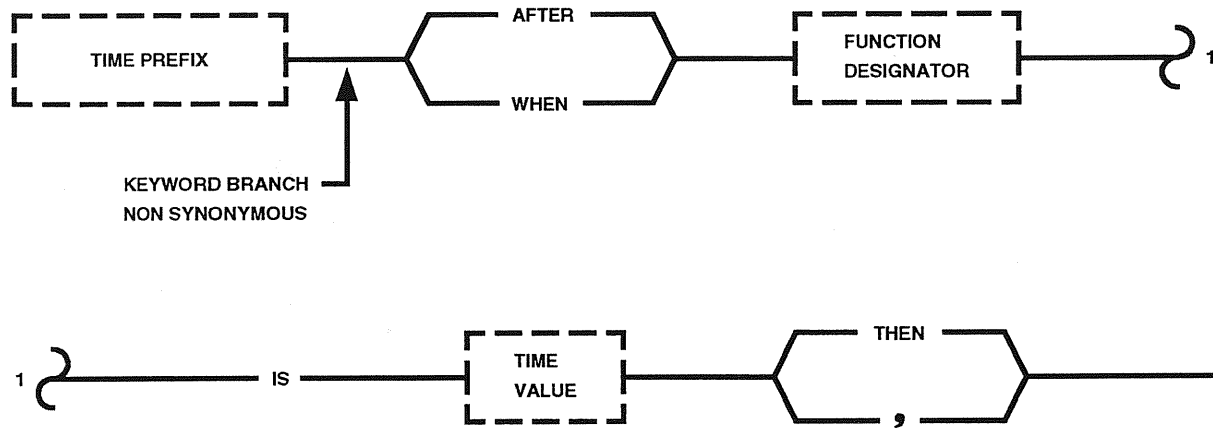 AFTER
TIME PREFIX
FUNCTION
DESIGNATOR
1
WHEN
KEYWORD BRANCH
NON SYNONYMOUS
THEN
1
IS
TIME
VALUE
,